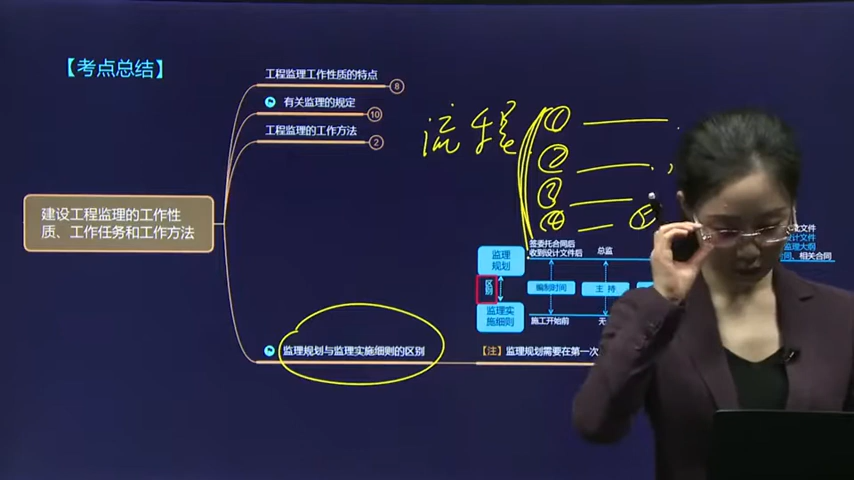 【考点总结】
工程监理工作性质的特点
8
有关监理的规定
10
工程监理的工作方法
2
流程
①
②
③
④
⑤
建设工程监理的工作性
质、工作任务和工作方法
签委托合同后
收到设计文件后
总监
监理
规划
区别
编制时间
主 持
监理实
施细则
施工开始前
设计文件
监理大纲
相关合同
监理规划与监理实施细则的区别
【注】监理规划需要在第一次